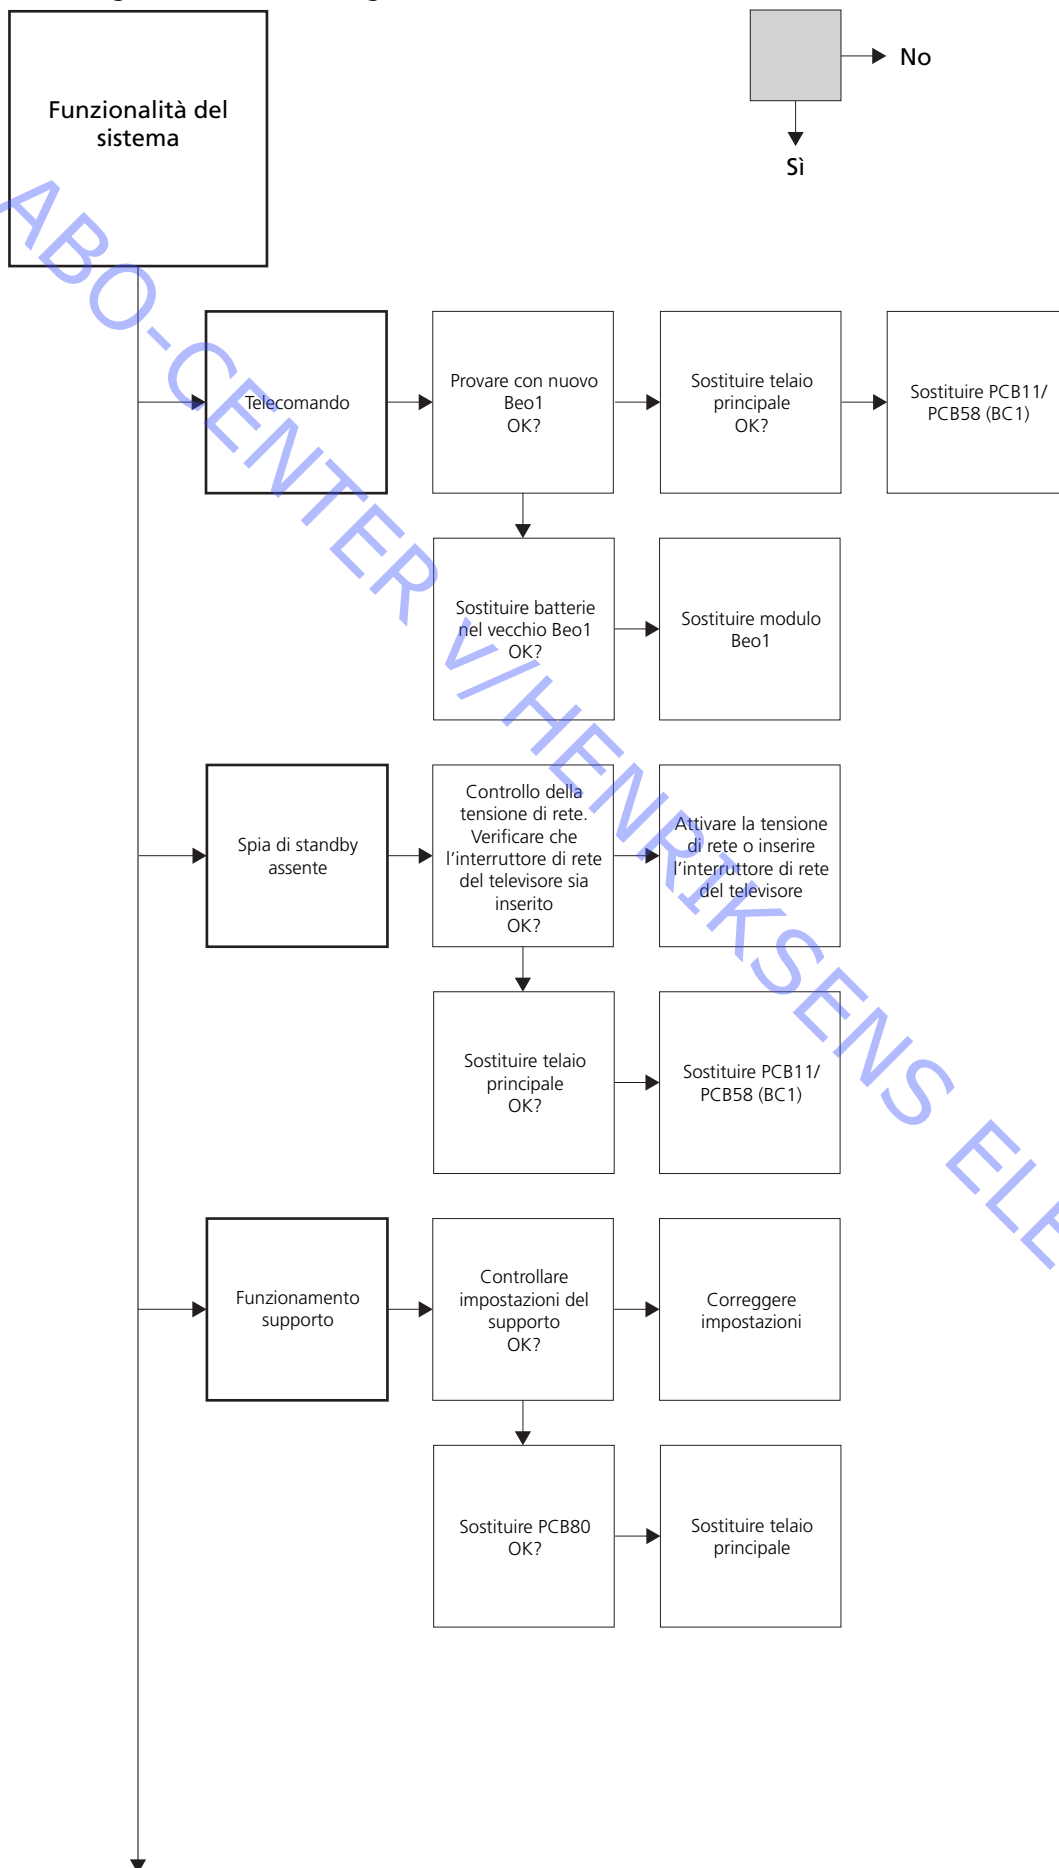 Funzionalità del
sistema
No
Sì
Telecomando
Provare con nuovo
Beo1
OK?
Sostituire telaio
principale
OK?
Sostituire PCB11/
PCB58 (BC1)
Sostituire batterie
nel vecchio Beo1
OK?
Sostituire modulo
Beo1
Spia di standby
assente
Controllo della
tensione di rete.
Verificare che
l’interruttore di rete
del televisore sia
inserito
OK?
Attivare la tensione
di rete o inserire
l’interruttore di rete
del televisore
Sostituire telaio
principale
OK?
Sostituire PCB11/
PCB58 (BC1)
Funzionamento
supporto
Controllare
impostazioni del
supporto
OK?
Correggere
impostazioni
Sostituire PCB80
OK?
Sostituire telaio
principale
ABO-CENTER v/HENRIKSENS ELE